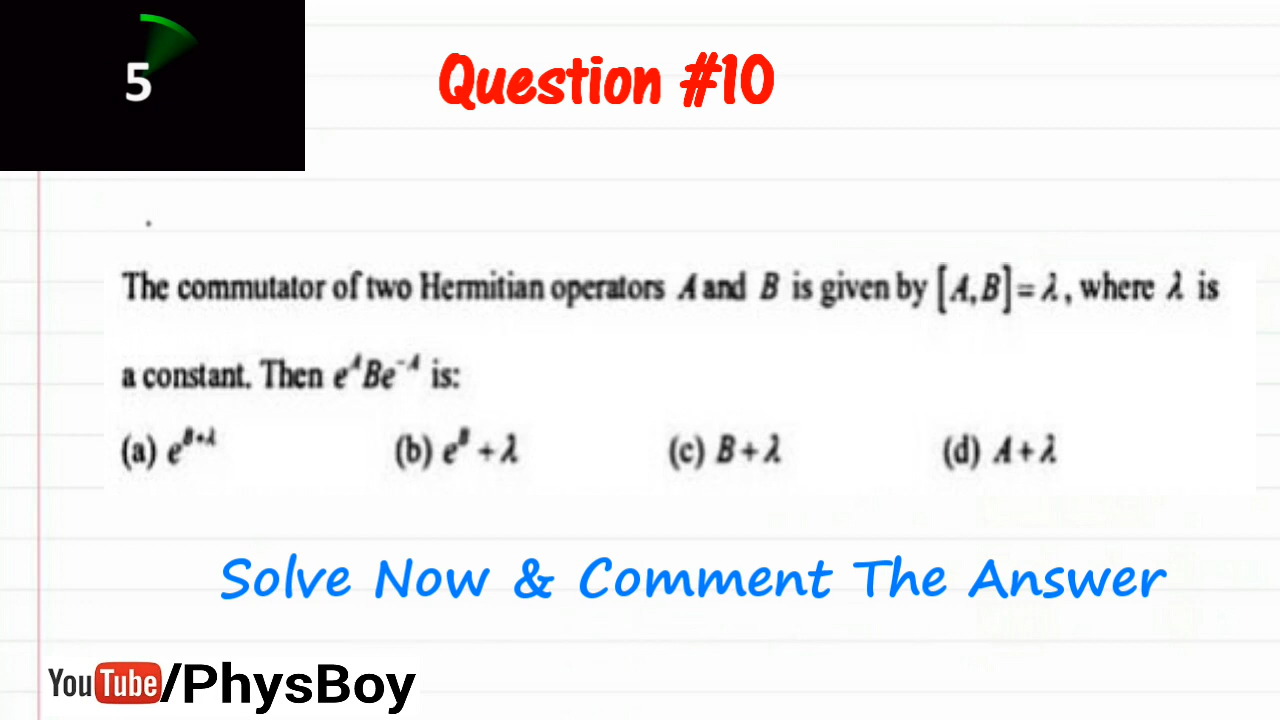 5
Question #10
The commutator of two Hermitian operators A and B is given by [A,B]=λ, where λ is
a constant. Then e^A Be^-A is:
(a) e^B+λ (b) e^B + λ (c) B+λ (d) A+λ
Solve Now & Comment The Answer
YouTube/PhysBoy